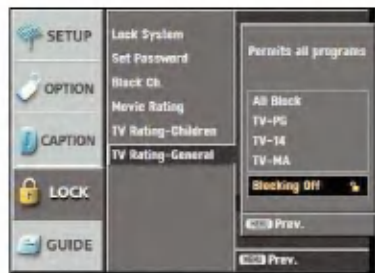 SETUP
OPTION
CAPTION
LOCK
GUIDE
Lock System
Set Password
Block Ch.
Movie Rating
TV Rating-Children
TV Rating-General
Permits all programs
All Block
TV-PG
TV-14
TV-MA
Blocking Off
MENU Prev.
MENU Prev.